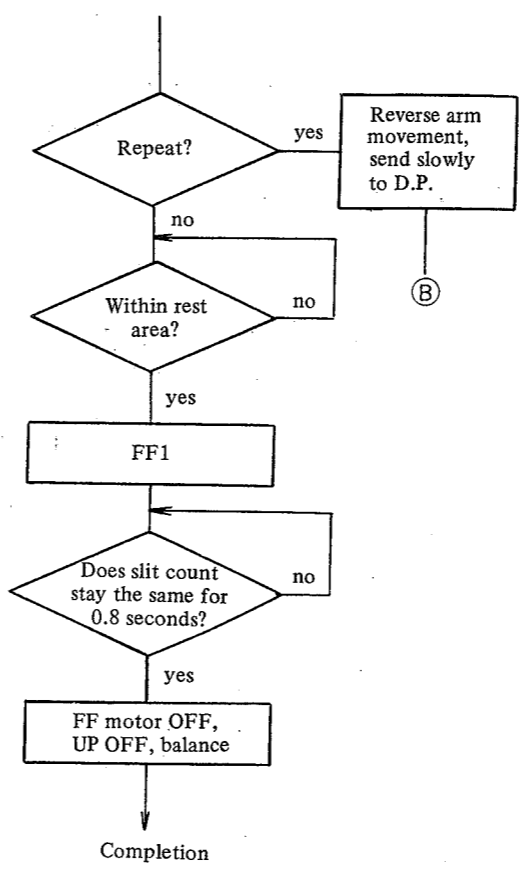 Repeat?
yes
Reverse arm
movement,
send slowly
to D.P.
no
B
Within rest
area?
no
yes
FF1
Does slit count
stay the same for
0.8 seconds?
no
yes
FF motor OFF,
UP OFF, balance
Completion